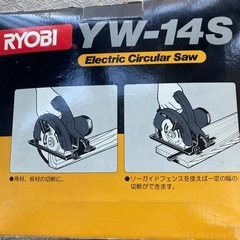 RYOBI
YW-14S
Electric Circular Saw
●角材、板材の切断に。
●ソーガイドフェンスを使えば一定の幅の
切断ができます。